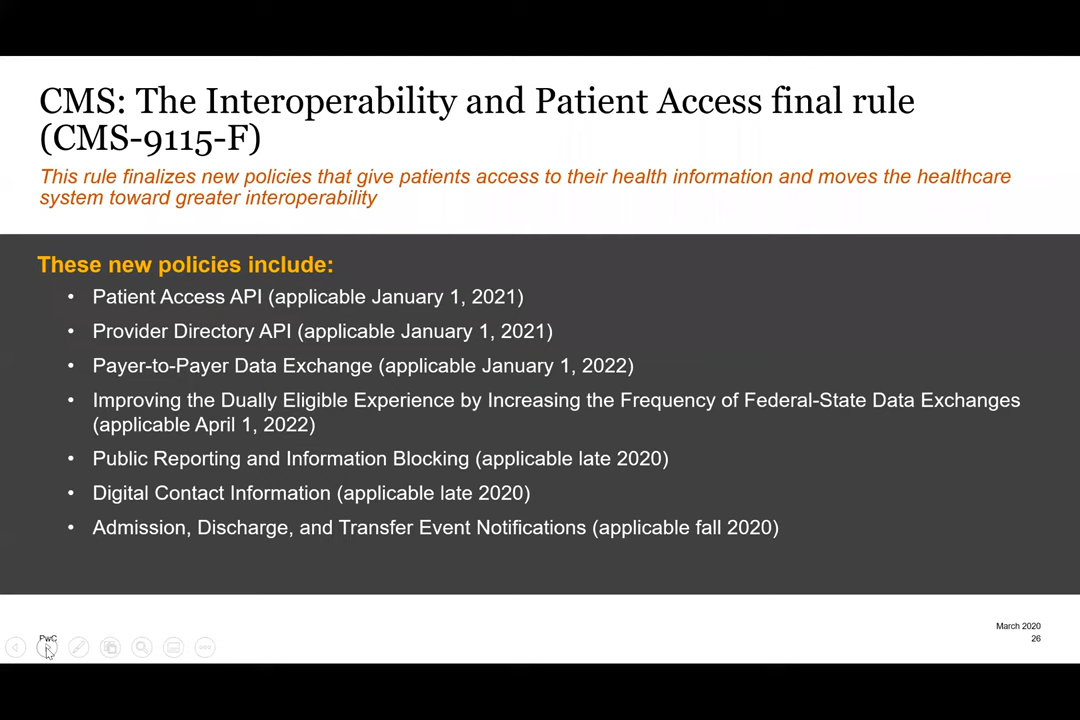 CMS: The Interoperability and Patient Access final rule
(CMS-9115-F)
This rule finalizes new policies that give patients access to their health information and moves the healthcare
system toward greater interoperability
These new policies include:
• Patient Access API (applicable January 1, 2021)
• Provider Directory API (applicable January 1, 2021)
• Payer-to-Payer Data Exchange (applicable January 1, 2022)
• Improving the Dually Eligible Experience by Increasing the Frequency of Federal-State Data Exchanges
(applicable April 1, 2022)
• Public Reporting and Information Blocking (applicable late 2020)
• Digital Contact Information (applicable late 2020)
• Admission, Discharge, and Transfer Event Notifications (applicable fall 2020)
PwC
March 2020
26